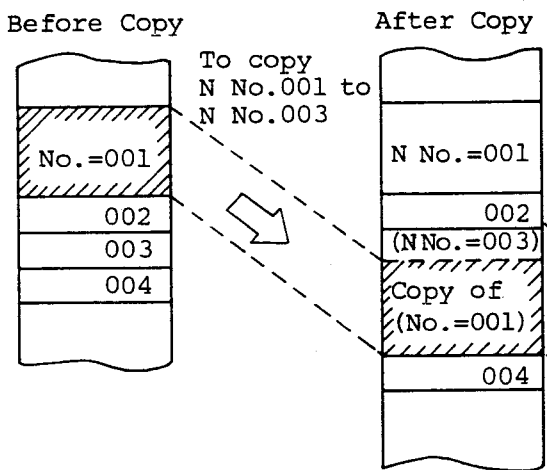 Before Copy
After Copy
To copy
N No.001 to
N No.003
No.=001
002
003
004
N No.=001
002
(N No.=003)
Copy of
(No.=001)
004